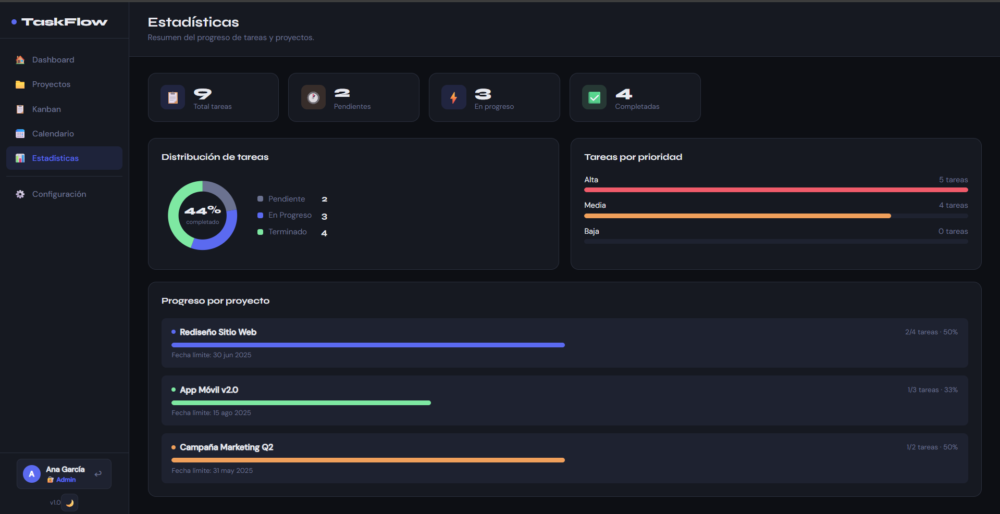 TaskFlow
Dashboard
Proyectos
Kanban
Calendario
Estadísticas
Configuración
Ana García
Admin
v1.0
Estadísticas
Resumen del progreso de tareas y proyectos.
9
Total tareas
2
Pendientes
3
En progreso
4
Completadas
Distribución de tareas
44%
completado
Pendiente 2
En Progreso 3
Terminado 4
Tareas por prioridad
Alta 5 tareas
Media 4 tareas
Baja 0 tareas
Progreso por proyecto
Rediseño Sitio Web 2/4 tareas · 50%
Fecha límite: 30 jun 2025
App Móvil v2.0 1/3 tareas · 33%
Fecha límite: 15 ago 2025
Campaña Marketing Q2 1/2 tareas · 50%
Fecha límite: 31 may 2025
A